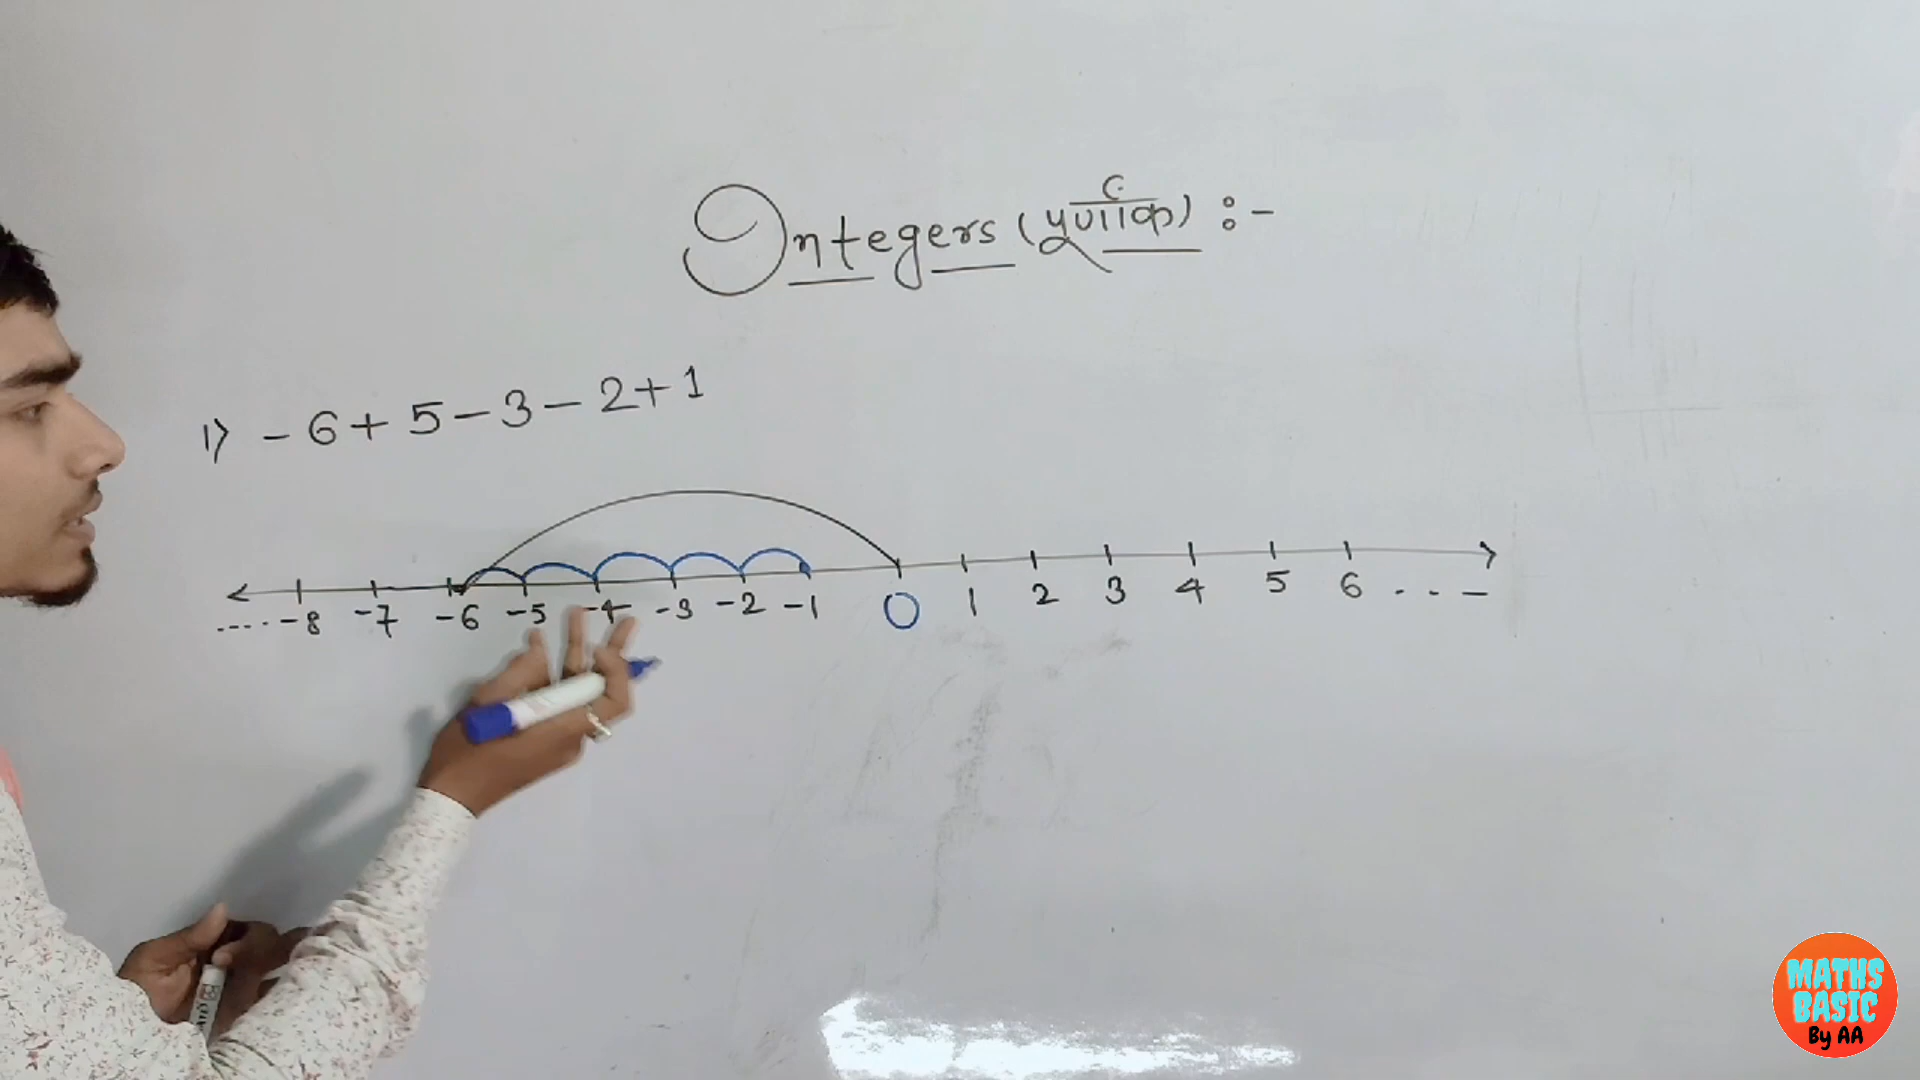 Integers (पूर्णांक) :-
1) - 6 + 5 - 3 - 2 + 1
.... -8 -7 -6 -5 -4 -3 -2 -1 0 1 2 3 4 5 6 . . -
MATHS
BASIC
By AA